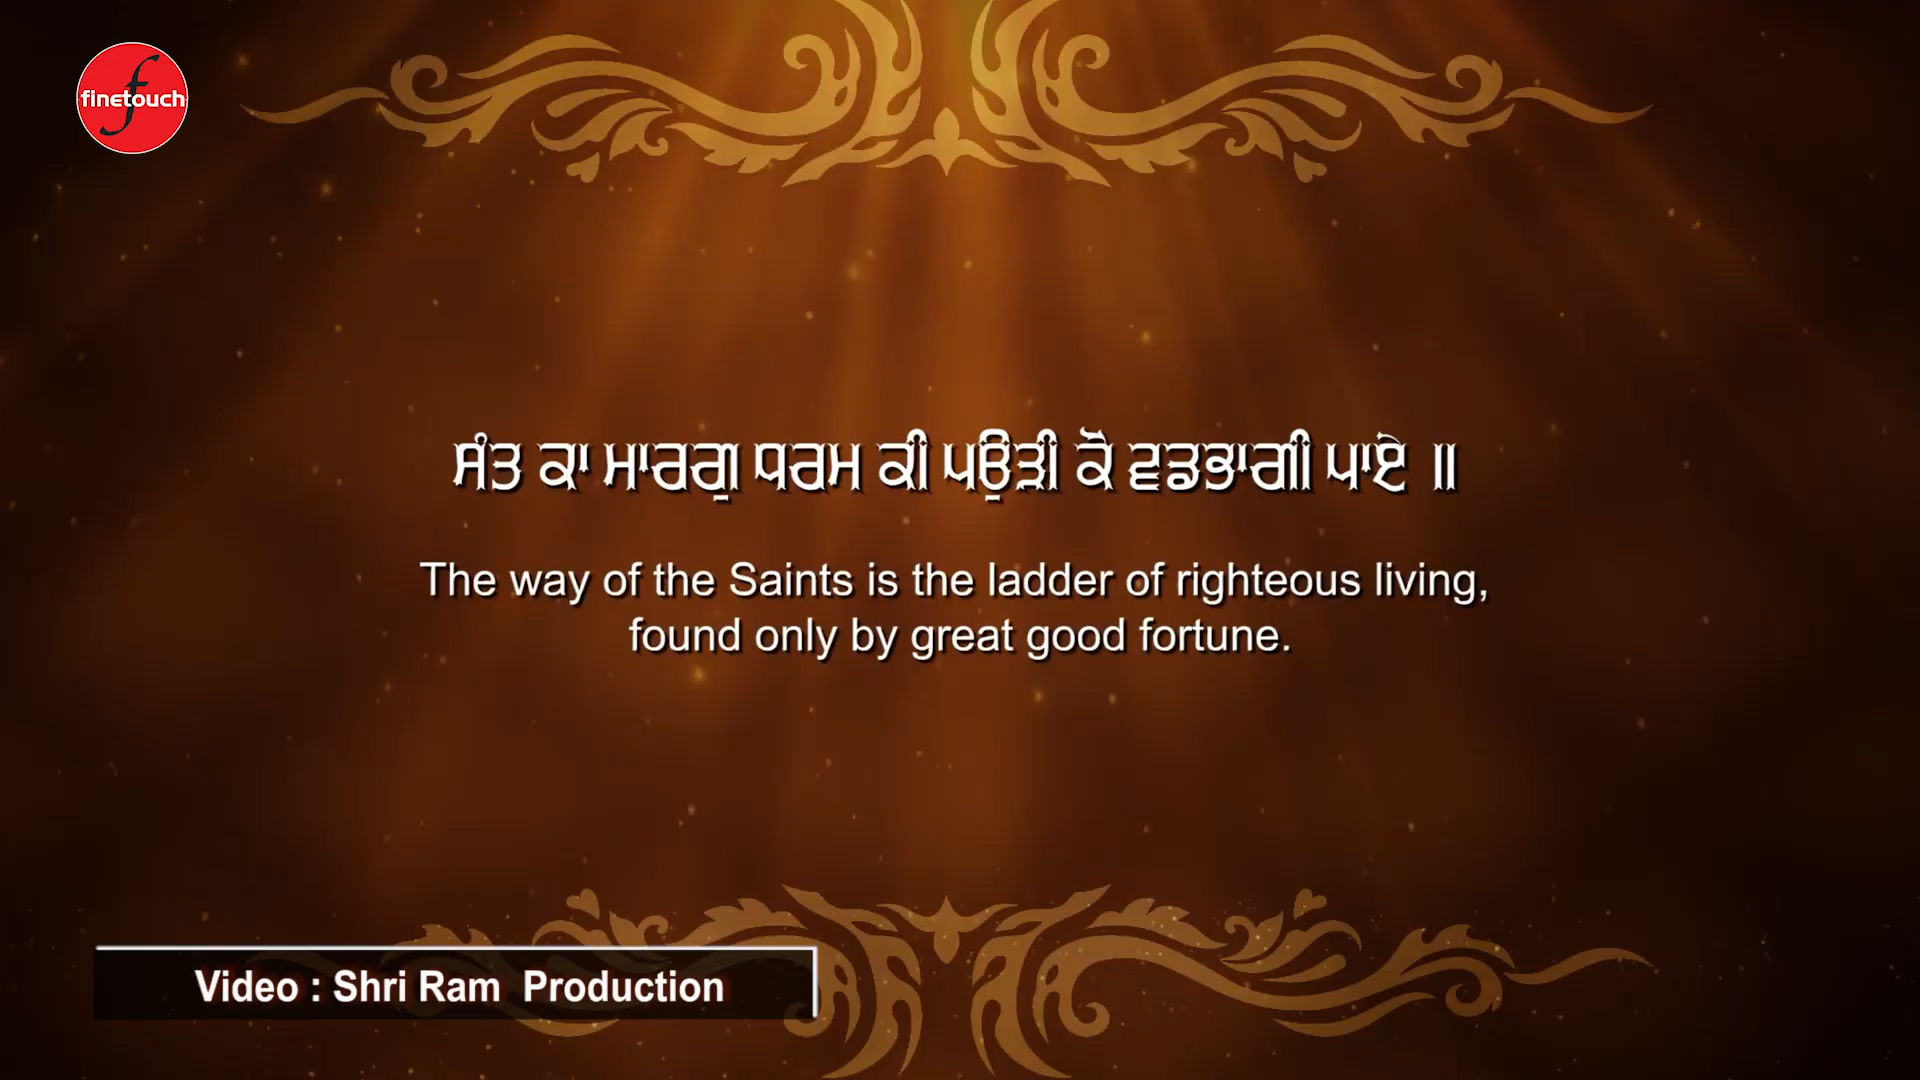 finetouch
ਸੰਤ ਕਾ ਮਾਰਗੁ ਧਰਮ ਕੀ ਪਉੜੀ ਕੋ ਵਡਭਾਗੀ ਪਾਏ ॥
The way of the Saints is the ladder of righteous living,
found only by great good fortune.
Video : Shri Ram Production